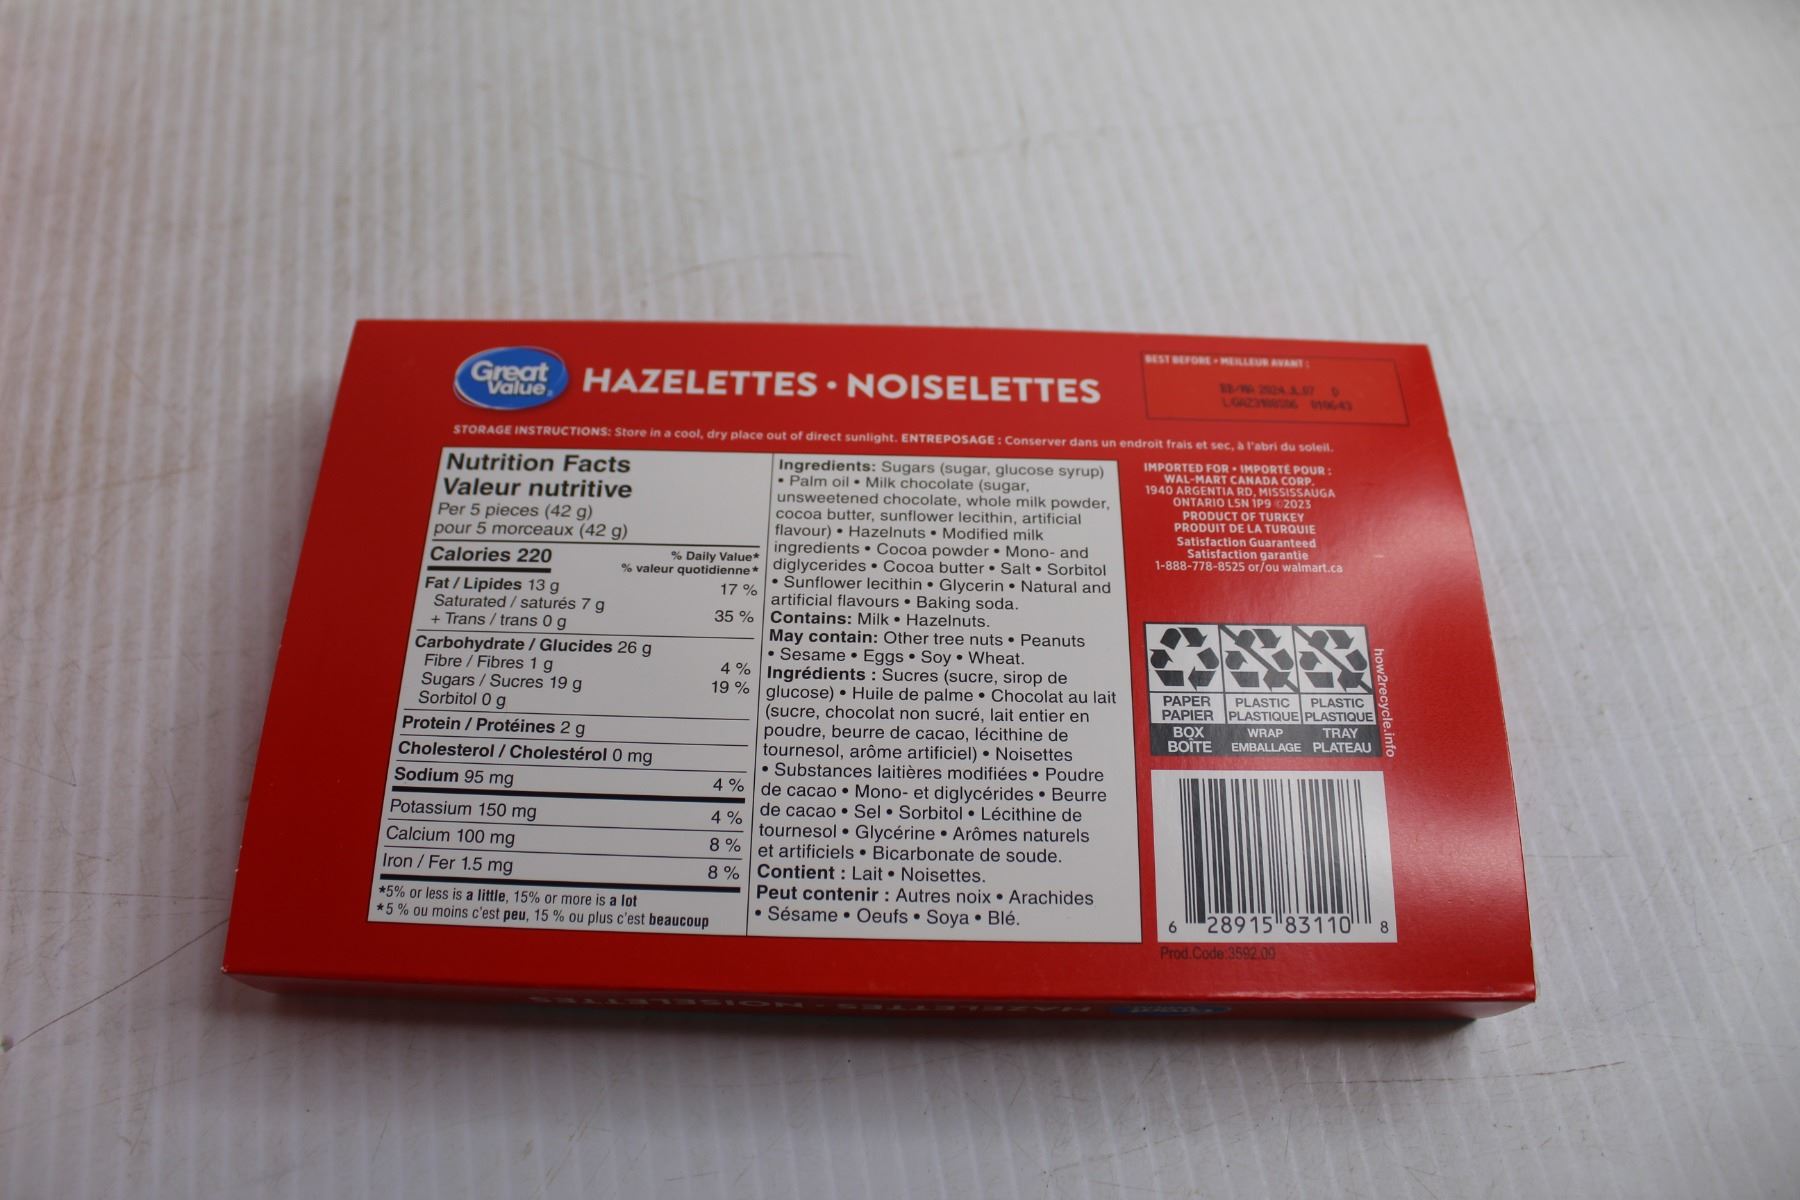 Great
Value
HAZELETTES • NOISELETTES
BEST BEFORE • MEILLEUR AVANT :
BB/MA 2024 JL 07 D
STORAGE INSTRUCTIONS: Store in a cool, dry place out of direct sunlight. ENTREPOSAGE : Conserver dans un endroit frais et sec, à l'abri du soleil.
Nutrition Facts
Valeur nutritive
Per 5 pieces (42 g)
pour 5 morceaux (42 g)
Calories 220
% Daily Value*
% valeur quotidienne*
Fat / Lipides 13 g 17 %
Saturated / saturés 7 g
+ Trans / trans 0 g 35 %
Carbohydrate / Glucides 26 g
Fibre / Fibres 1 g 4 %
Sugars / Sucres 19 g 19 %
Sorbitol 0 g
Protein / Protéines 2 g
Cholesterol / Cholestérol 0 mg
Sodium 95 mg 4 %
Potassium 150 mg 4 %
Calcium 100 mg 8 %
Iron / Fer 1.5 mg 8 %
*5% or less is a little, 15% or more is a lot
*5 % ou moins c'est peu, 15 % ou plus c'est beaucoup
Ingredients: Sugars (sugar, glucose syrup)
• Palm oil • Milk chocolate (sugar,
unsweetened chocolate, whole milk powder,
cocoa butter, sunflower lecithin, artificial
flavour) • Hazelnuts • Modified milk
ingredients • Cocoa powder • Mono- and
diglycerides • Cocoa butter • Salt • Sorbitol
• Sunflower lecithin • Glycerin • Natural and
artificial flavours • Baking soda.
Contains: Milk • Hazelnuts.
May contain: Other tree nuts • Peanuts
• Sesame • Eggs • Soy • Wheat.
Ingrédients : Sucres (sucre, sirop de
glucose) • Huile de palme • Chocolat au lait
(sucre, chocolat non sucré, lait entier en
poudre, beurre de cacao, lécithine de
tournesol, arôme artificiel) • Noisettes
• Substances laitières modifiées • Poudre
de cacao • Mono- et diglycérides • Beurre
de cacao • Sel • Sorbitol • Lécithine de
tournesol • Glycérine • Arômes naturels
et artificiels • Bicarbonate de soude.
Contient : Lait • Noisettes.
Peut contenir : Autres noix • Arachides
• Sésame • Oeufs • Soya • Blé.
IMPORTED FOR • IMPORTÉ POUR :
WAL-MART CANADA CORP.
1940 ARGENTIA RD, MISSISSAUGA
ONTARIO L5N 1P9 ©2023
PRODUCT OF TURKEY
PRODUIT DE LA TURQUIE
Satisfaction Guaranteed
Satisfaction garantie
1-888-778-8525 or/ou walmart.ca
PAPER
PAPIER
BOX
BOÎTE
PLASTIC
PLASTIQUE
WRAP
EMBALLAGE
PLASTIC
PLASTIQUE
TRAY
PLATEAU
how2recycle.info
6 28915 83110 8
Prod.Code:3592.09
HAZELETTES • NOISELETTES